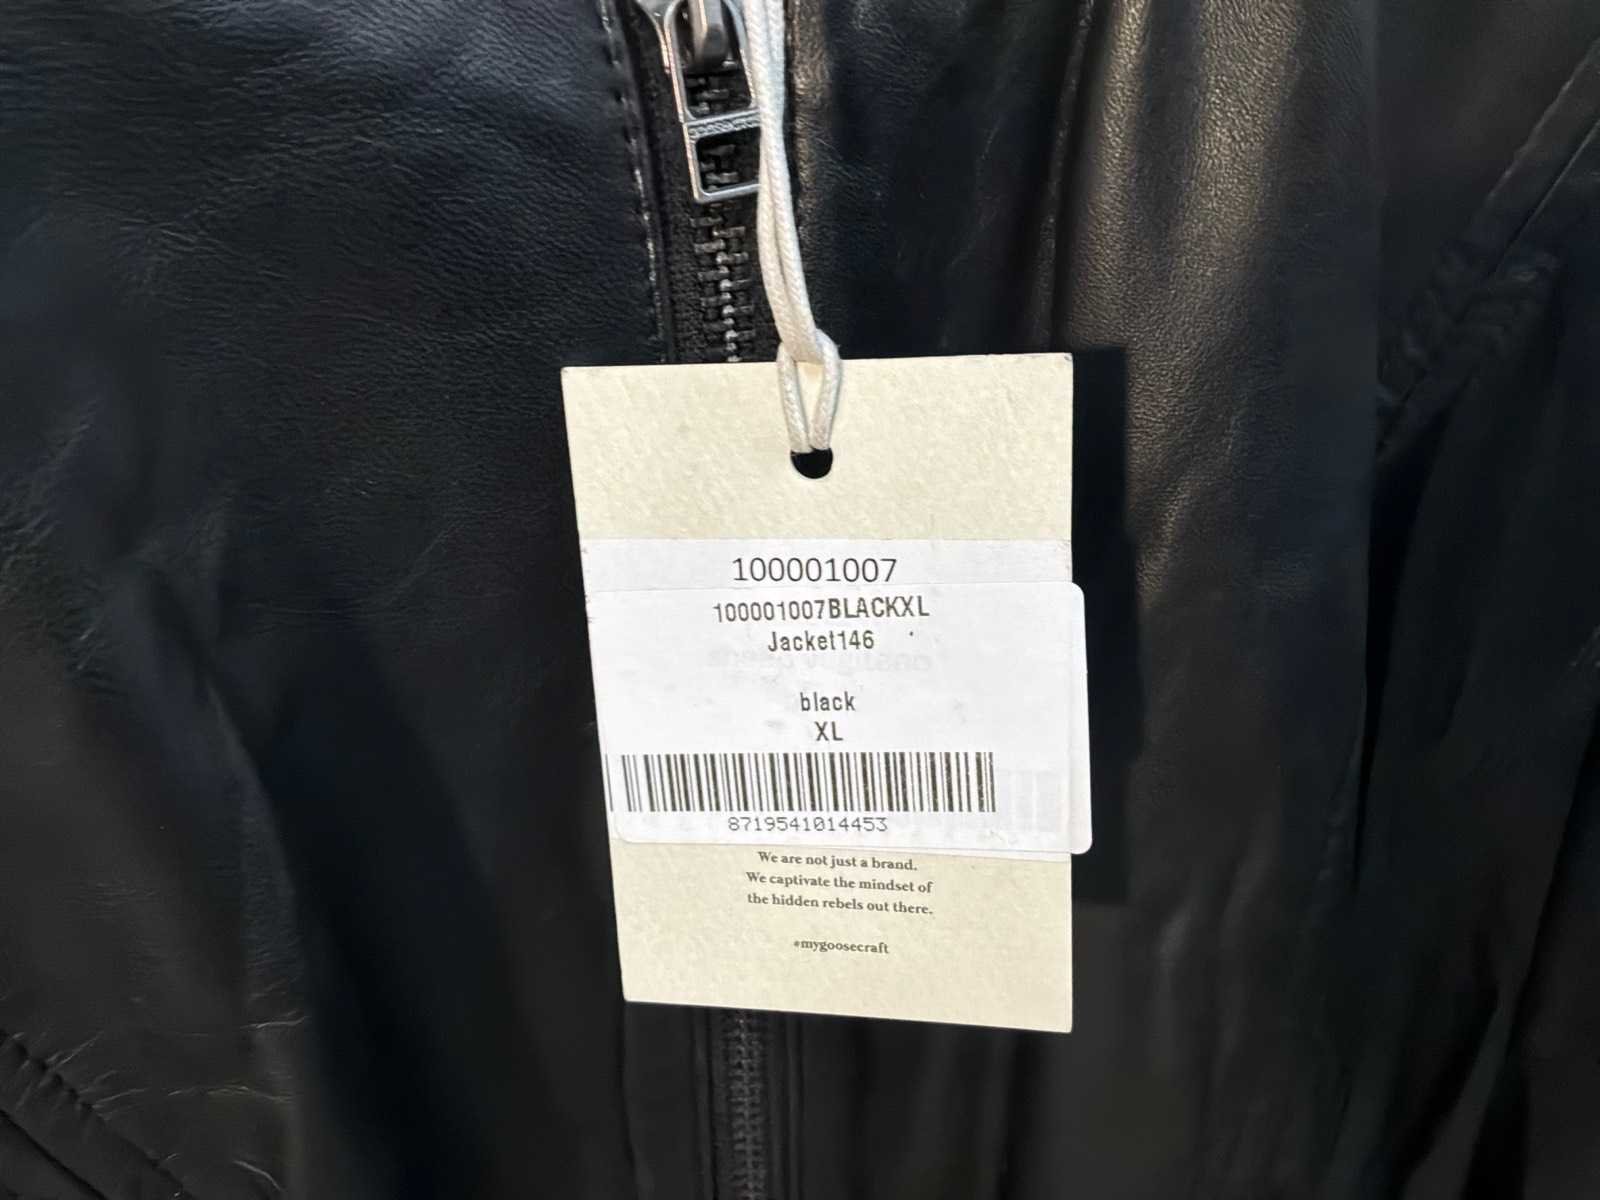 100001007
100001007BLACKXL
Jacket146
black
XL
8719541014453
We are not just a brand.
We captivate the mindset of
the hidden rebels out there.
#mygoosecraft